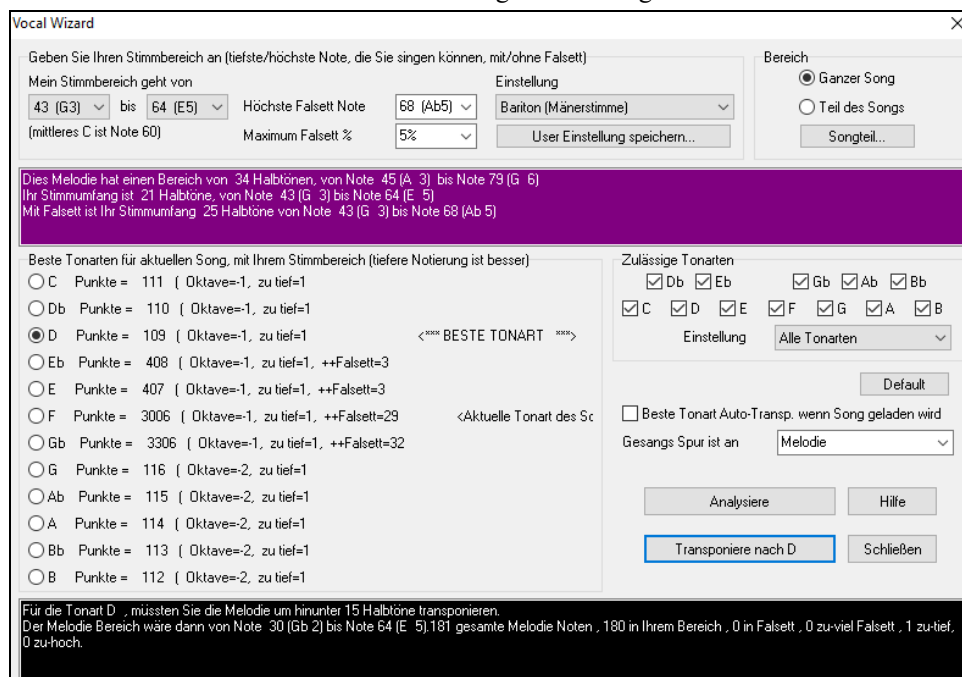 Vocal Wizard
Geben Sie Ihren Stimmbereich an (tiefste/höchste Note, die Sie singen können, mit/ohne Falsett)
Mein Stimmbereich geht von
43 (G3) bis 64 (E5)
(mittleres C ist Note 60)
Höchste Falsett Note 68 (Ab5)
Maximum Falsett % 5%
Einstellung
Bariton (Mänerstimme)
User Einstellung speichern...
Bereich
Ganzer Song
Teil des Songs
Songteil...
Dies Melodie hat einen Bereich von 34 Halbtönen, von Note 45 (A 3) bis Note 79 (G 6)
Ihr Stimmumfang ist 21 Halbtöne, von Note 43 (G 3) bis Note 64 (E 5)
Mit Falsett ist Ihr Stimmumfang 25 Halbtöne von Note 43 (G 3) bis Note 68 (Ab 5)
Beste Tonarten für aktuellen Song, mit Ihrem Stimmbereich (tiefere Notierung ist besser)
C Punkte = 111 ( Oktave=-1, zu tief=1
Db Punkte = 110 ( Oktave=-1, zu tief=1
D Punkte = 109 ( Oktave=-1, zu tief=1 <*** BESTE TONART ***>
Eb Punkte = 408 ( Oktave=-1, zu tief=1, ++Falsett=3
E Punkte = 407 ( Oktave=-1, zu tief=1, ++Falsett=3
F Punkte = 3006 ( Oktave=-1, zu tief=1, ++Falsett=29 <Aktuelle Tonart des Sc
Gb Punkte = 3306 ( Oktave=-1, zu tief=1, ++Falsett=32
G Punkte = 116 ( Oktave=-2, zu tief=1
Ab Punkte = 115 ( Oktave=-2, zu tief=1
A Punkte = 114 ( Oktave=-2, zu tief=1
Bb Punkte = 113 ( Oktave=-2, zu tief=1
B Punkte = 112 ( Oktave=-2, zu tief=1
Zulässige Tonarten
Db Eb Gb Ab Bb
C D E F G A B
Einstellung Alle Tonarten
Default
Beste Tonart Auto-Transp. wenn Song geladen wird
Gesangs Spur ist an Melodie
Analysiere Hilfe
Transponiere nach D Schließen
Für die Tonart D , müssten Sie die Melodie um hinunter 15 Halbtöne transponieren.
Der Melodie Bereich wäre dann von Note 30 (Gb 2) bis Note 64 (E 5).181 gesamte Melodie Noten , 180 in Ihrem Bereich , 0 in Falsett , 0 zu-viel Falsett , 1 zu-tief,
0 zu-hoch.